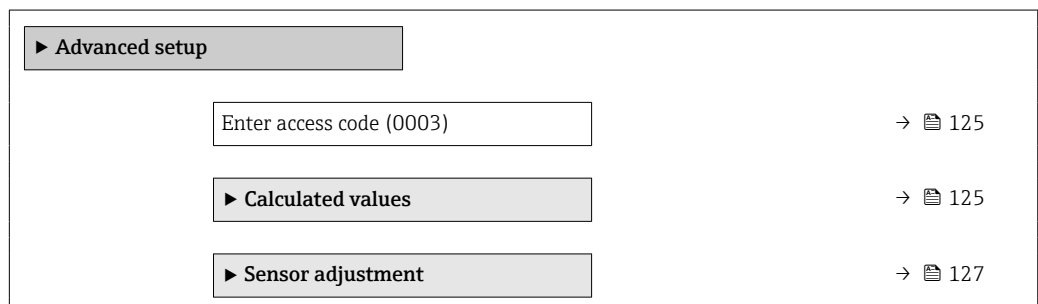 ► Advanced setup
Enter access code (0003) → 125
► Calculated values → 125
► Sensor adjustment → 127